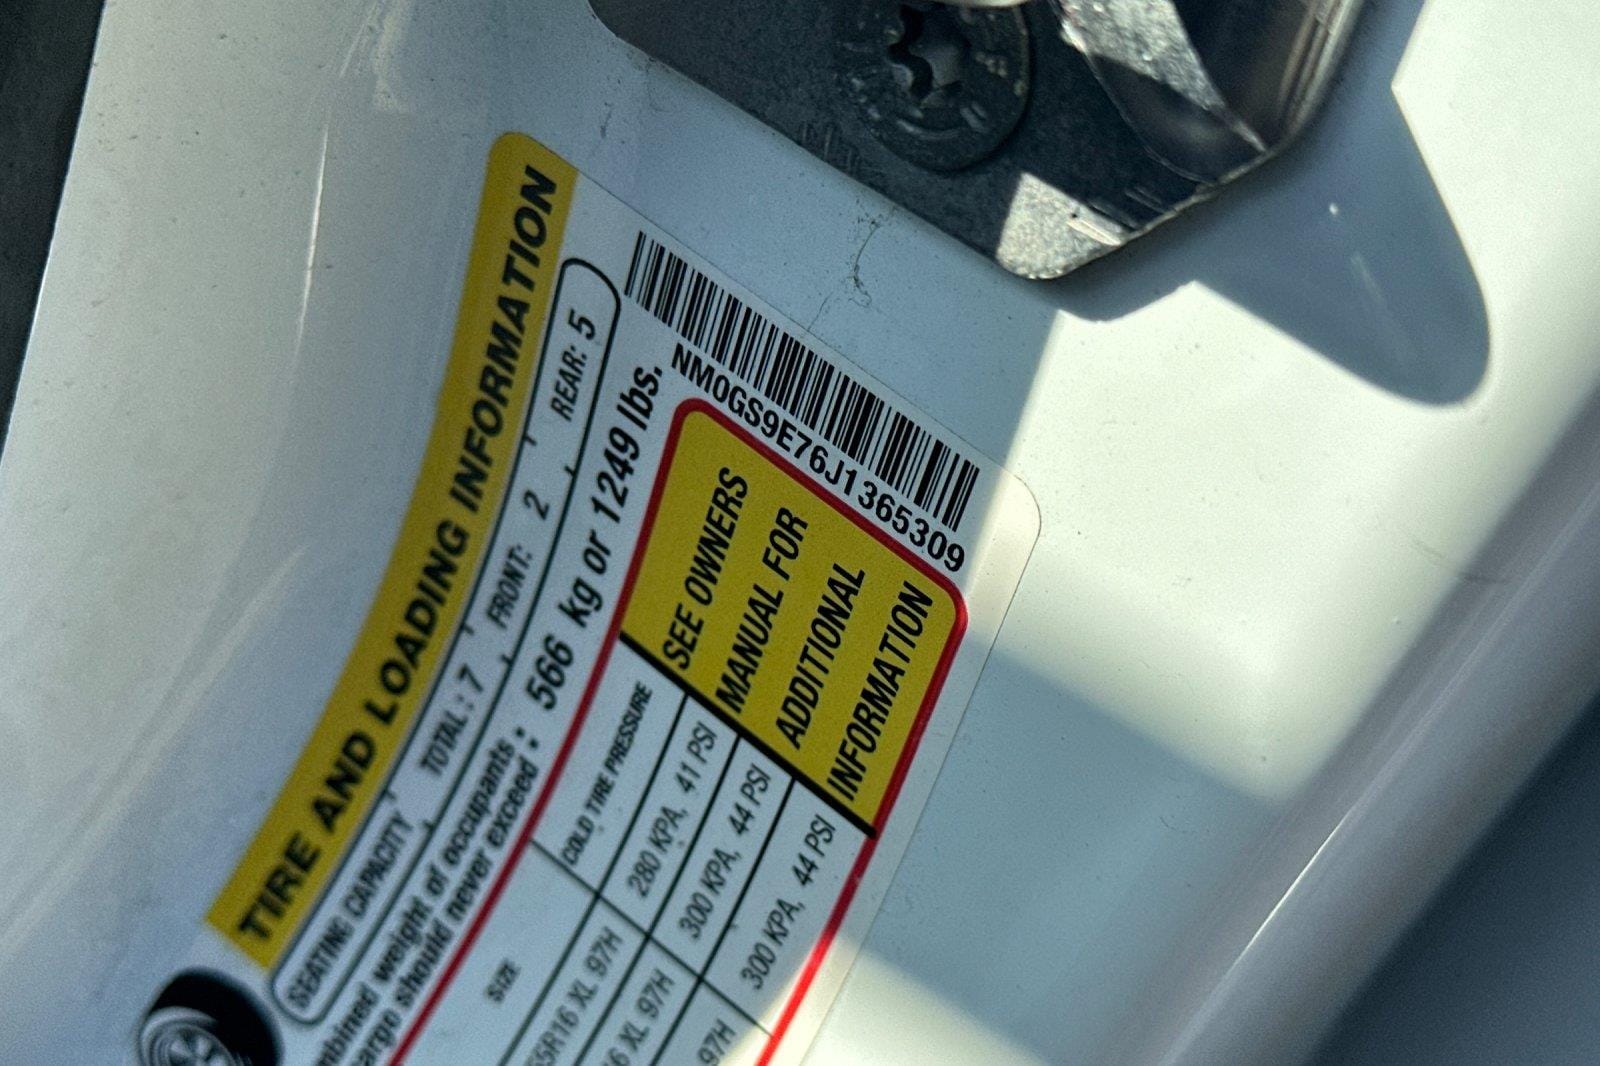 TIRE AND LOADING INFORMATION
SEATING CAPACITY TOTAL: 7 FRONT: 2 REAR: 5
weight of occupants :
should never exceed : 566 kg or 1249 lbs.
NM0GS9E76J1365309
SIZE COLD TIRE PRESSURE
XL 97H 280 KPA, 41 PSI
XL 97H 300 KPA, 44 PSI
97H 300 KPA, 44 PSI
SEE OWNERS
MANUAL FOR
ADDITIONAL
INFORMATION